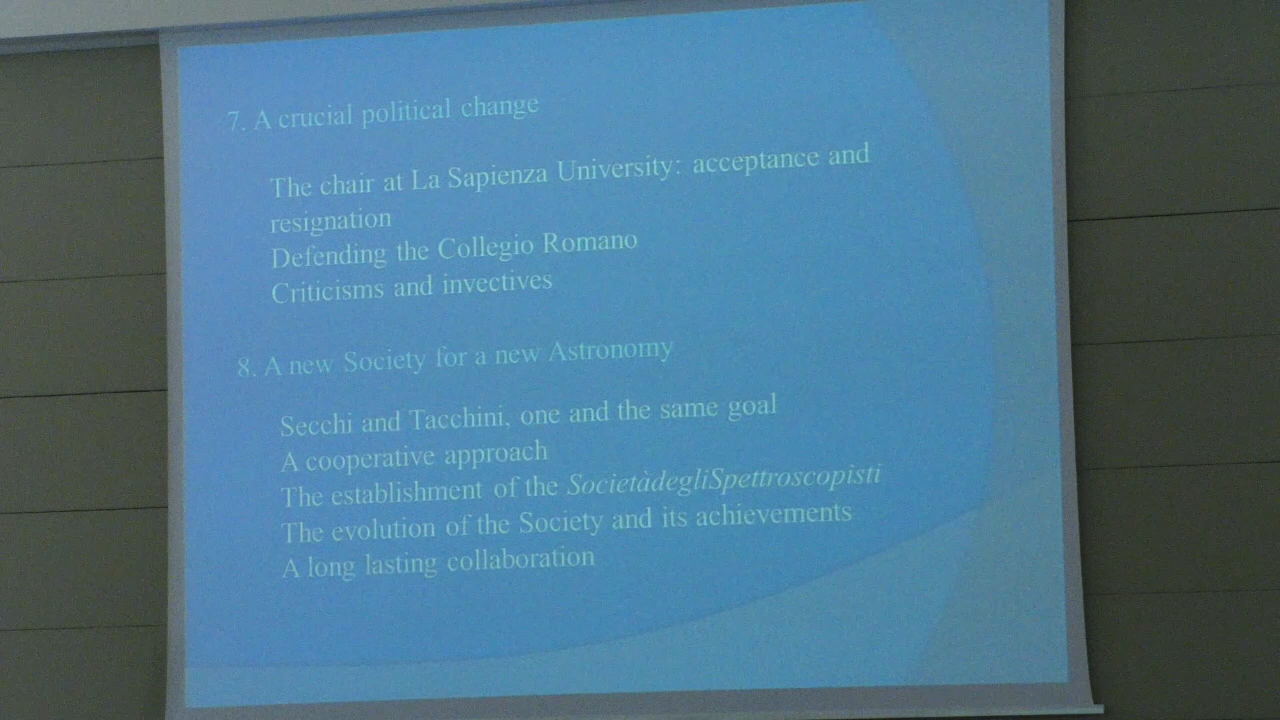 7. A crucial political change
The chair at La Sapienza University: acceptance and
resignation
Defending the Collegio Romano
Criticisms and invectives
8. A new Society for a new Astronomy
Secchi and Tacchini, one and the same goal
A cooperative approach
The establishment of the SocietàdegliSpettroscopisti
The evolution of the Society and its achievements
A long lasting collaboration